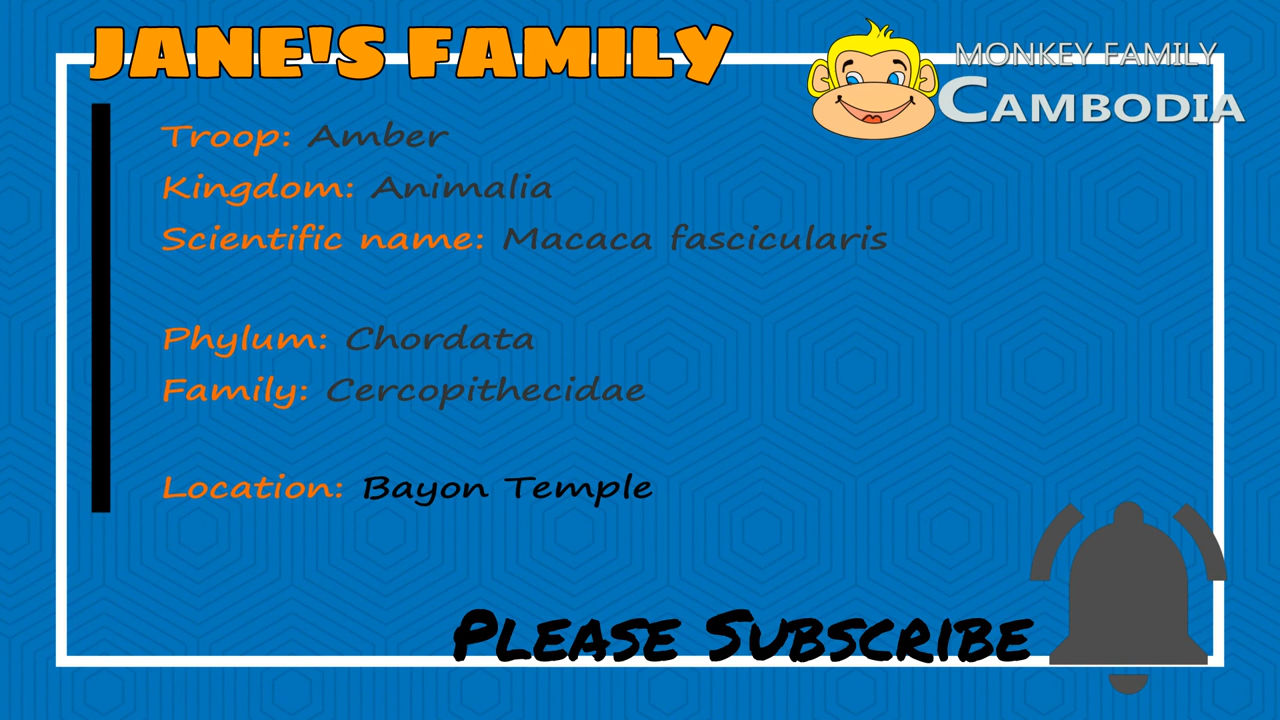 JANE'S FAMILY
MONKEY FAMILY
CAMBODIA
Troop: Amber
Kingdom: Animalia
Scientific name: Macaca fascicularis
Phylum: Chordata
Family: Cercopithecidae
Location: Bayon Temple
PLEASE SUBSCRIBE